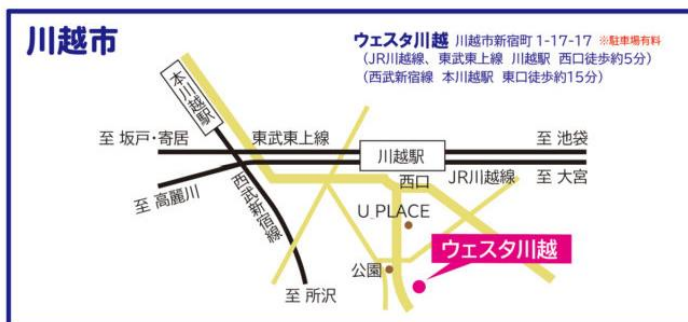 川越市
ウェスタ川越 川越市新宿町1-17-17 ※駐車場有料
(JR川越線、東武東上線 川越駅 西口徒歩約5分)
(西武新宿線 本川越駅 東口徒歩約15分)
本川越駅
至 坂戸・寄居
東武東上線
川越駅
至 池袋
至 高麗川
西武新宿線
西口
JR川越線
至 大宮
U_PLACE
ウェスタ川越
公園
至 所沢